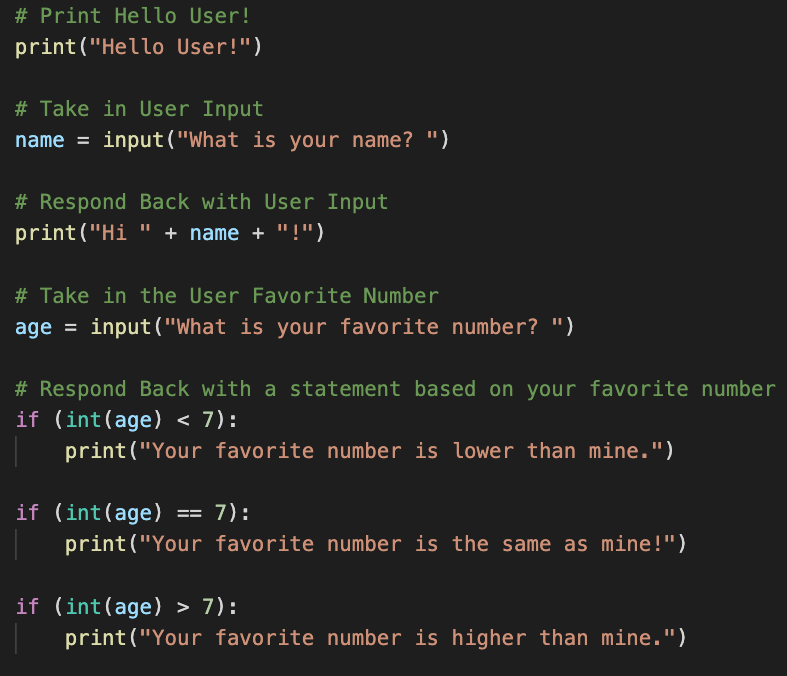 # Print Hello User!
print("Hello User!")
# Take in User Input
name = input("What is your name? ")
# Respond Back with User Input
print("Hi " + name + "!")
# Take in the User Favorite Number
age = input("What is your favorite number? ")
# Respond Back with a statement based on your favorite number
if (int(age) < 7):
    print("Your favorite number is lower than mine.")
if (int(age) == 7):
    print("Your favorite number is the same as mine!")
if (int(age) > 7):
    print("Your favorite number is higher than mine.")